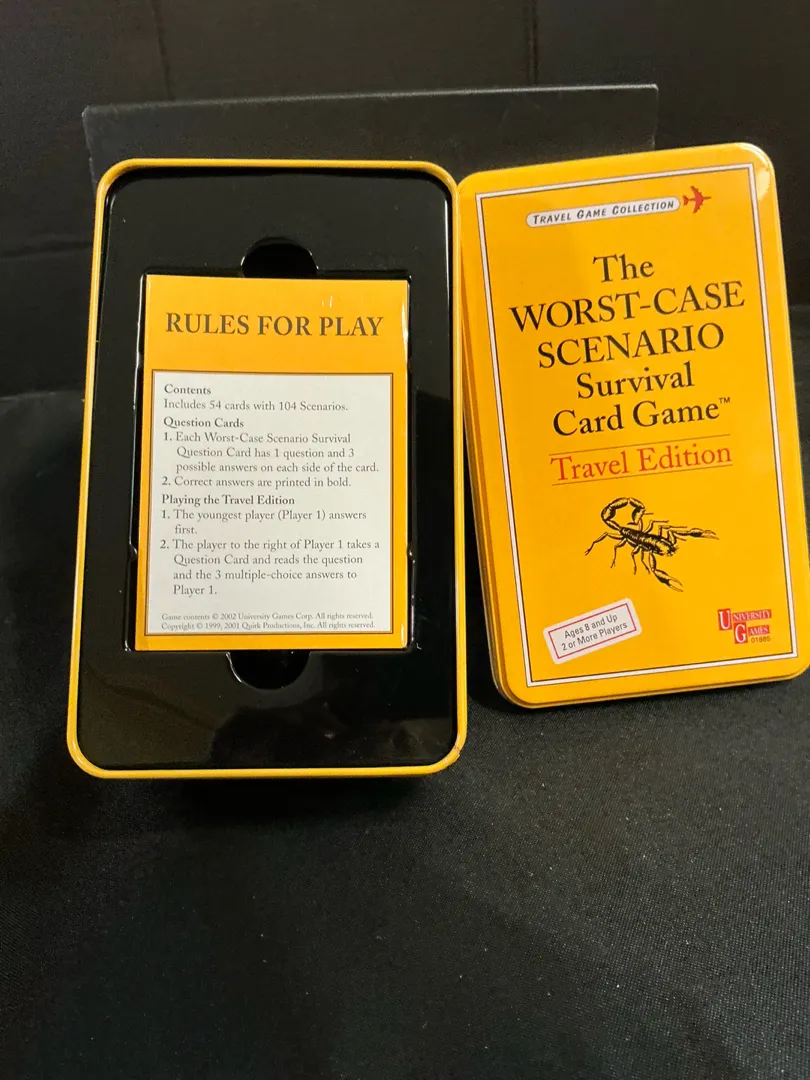 RULES FOR PLAY
Contents
Includes 54 cards with 104 Scenarios.
Question Cards
1. Each Worst-Case Scenario Survival
Question Card has 1 question and 3
possible answers on each side of the card.
2. Correct answers are printed in bold.
Playing the Travel Edition
1. The youngest player (Player 1) answers
first.
2. The player to the right of Player 1 takes a
Question Card and reads the question
and the 3 multiple-choice answers to
Player 1.
Game contents © 2002 University Games Corp. All rights reserved.
Copyright © 1999, 2001 Quirk Productions, Inc. All rights reserved.
TRAVEL GAME COLLECTION
The
WORST-CASE
SCENARIO
Survival
Card Game™
Travel Edition
Ages 8 and Up
2 or More Players
UNIVERSITY
GAMES
01885